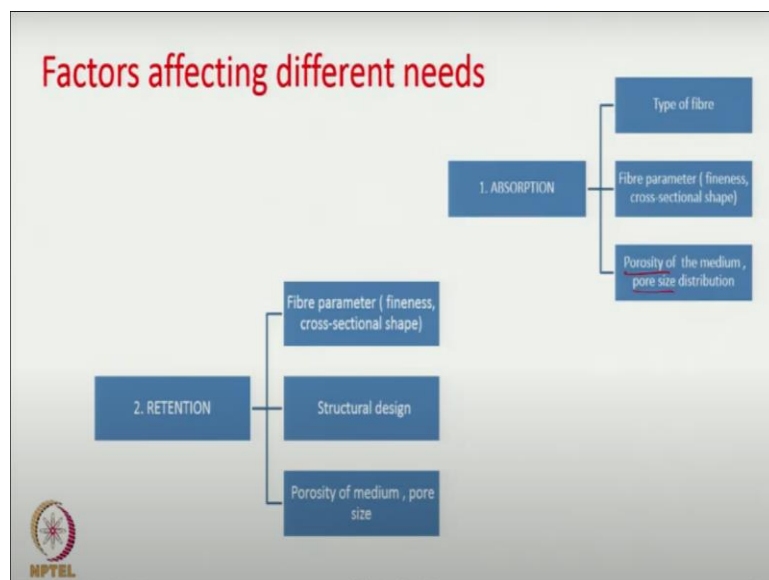 Factors affecting different needs
Type of fibre
1. ABSORPTION
Fibre parameter ( fineness,
cross-sectional shape)
Porosity of the medium ,
pore size distribution
Fibre parameter ( fineness,
cross-sectional shape)
2. RETENTION
Structural design
Porosity of medium , pore
size
NPTEL